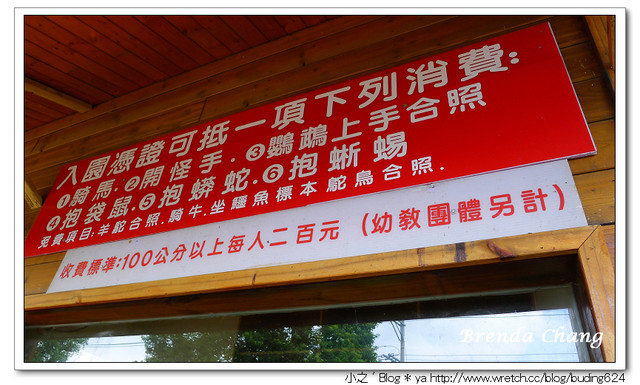 入園憑證可抵一項下列消費:
❶騎馬.❷開怪手.❸鸚鵡上手合照
❹抱袋鼠.❺抱蟒蛇.❻抱蜥蜴
免費項目:羊駝合照.騎牛.坐鱷魚標本.鴕鳥合照.
收費標準:100公分以上每人二百元（幼教團體另計）
Brenda Chang
小之´Blog＊ya http://www.wretch.cc/blog/buding624